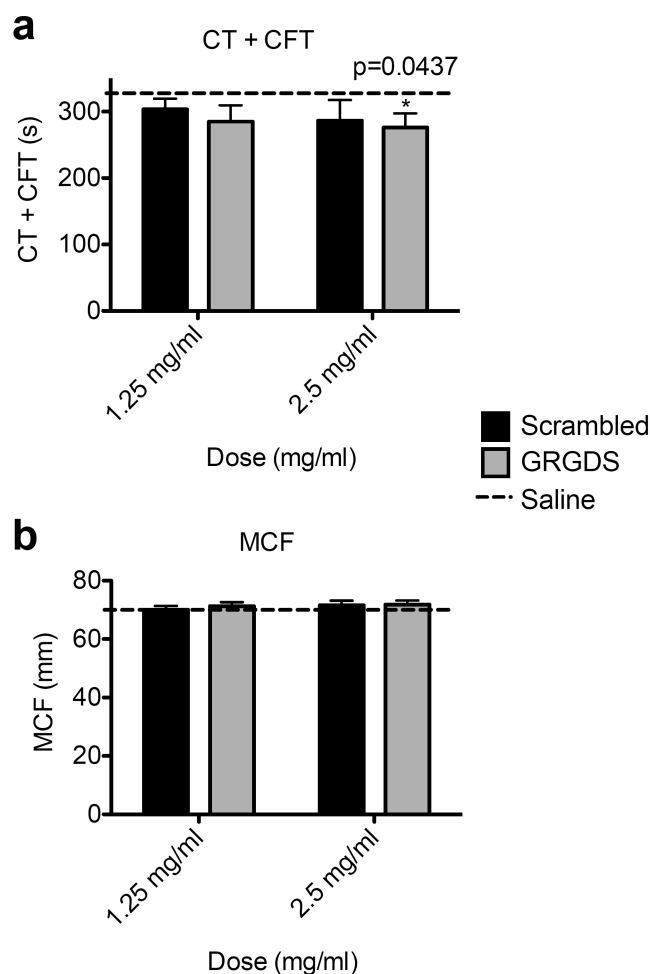 a
CT + CFT
p=0.0437
*
300
200
100
0
CT + CFT (s)
1.25 mg/ml
2.5 mg/ml
Dose (mg/ml)
Scrambled
GRGDS
Saline
b
MCF
80
60
40
20
0
MCF (mm)
1.25 mg/ml
2.5 mg/ml
Dose (mg/ml)